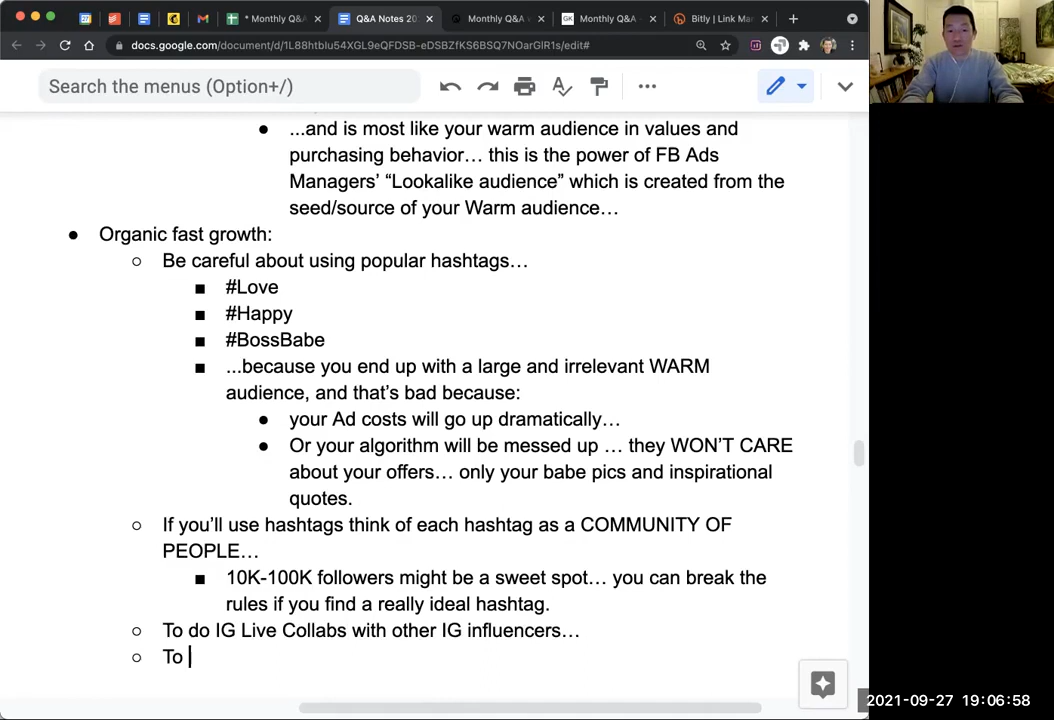 * Monthly Q&A
Q&A Notes 20
Monthly Q&A
Monthly Q&A
Bitly | Link Ma
docs.google.com/document/d/1L88htbIu54XGL9eQFDSB-eDSBZfKS6BSQ7NOarGIR1s/edit#
Search the menus (Option+/)
...and is most like your warm audience in values and
purchasing behavior… this is the power of FB Ads
Managers’ “Lookalike audience” which is created from the
seed/source of your Warm audience…
Organic fast growth:
Be careful about using popular hashtags…
#Love
#Happy
#BossBabe
...because you end up with a large and irrelevant WARM
audience, and that’s bad because:
your Ad costs will go up dramatically…
Or your algorithm will be messed up … they WON’T CARE
about your offers… only your babe pics and inspirational
quotes.
If you’ll use hashtags think of each hashtag as a COMMUNITY OF
PEOPLE…
10K-100K followers might be a sweet spot… you can break the
rules if you find a really ideal hashtag.
To do IG Live Collabs with other IG influencers…
To
2021-09-27 19:06:58